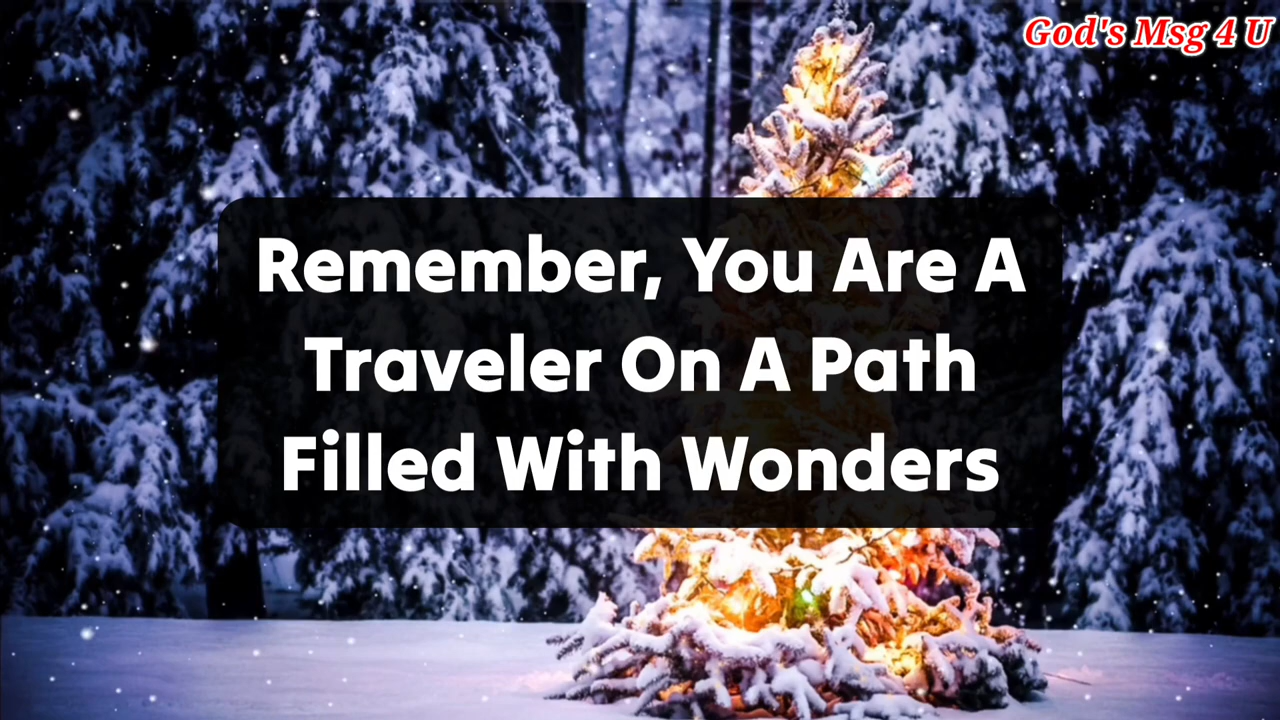 God's Msg 4 U
Remember, You Are A
Traveler On A Path
Filled With Wonders